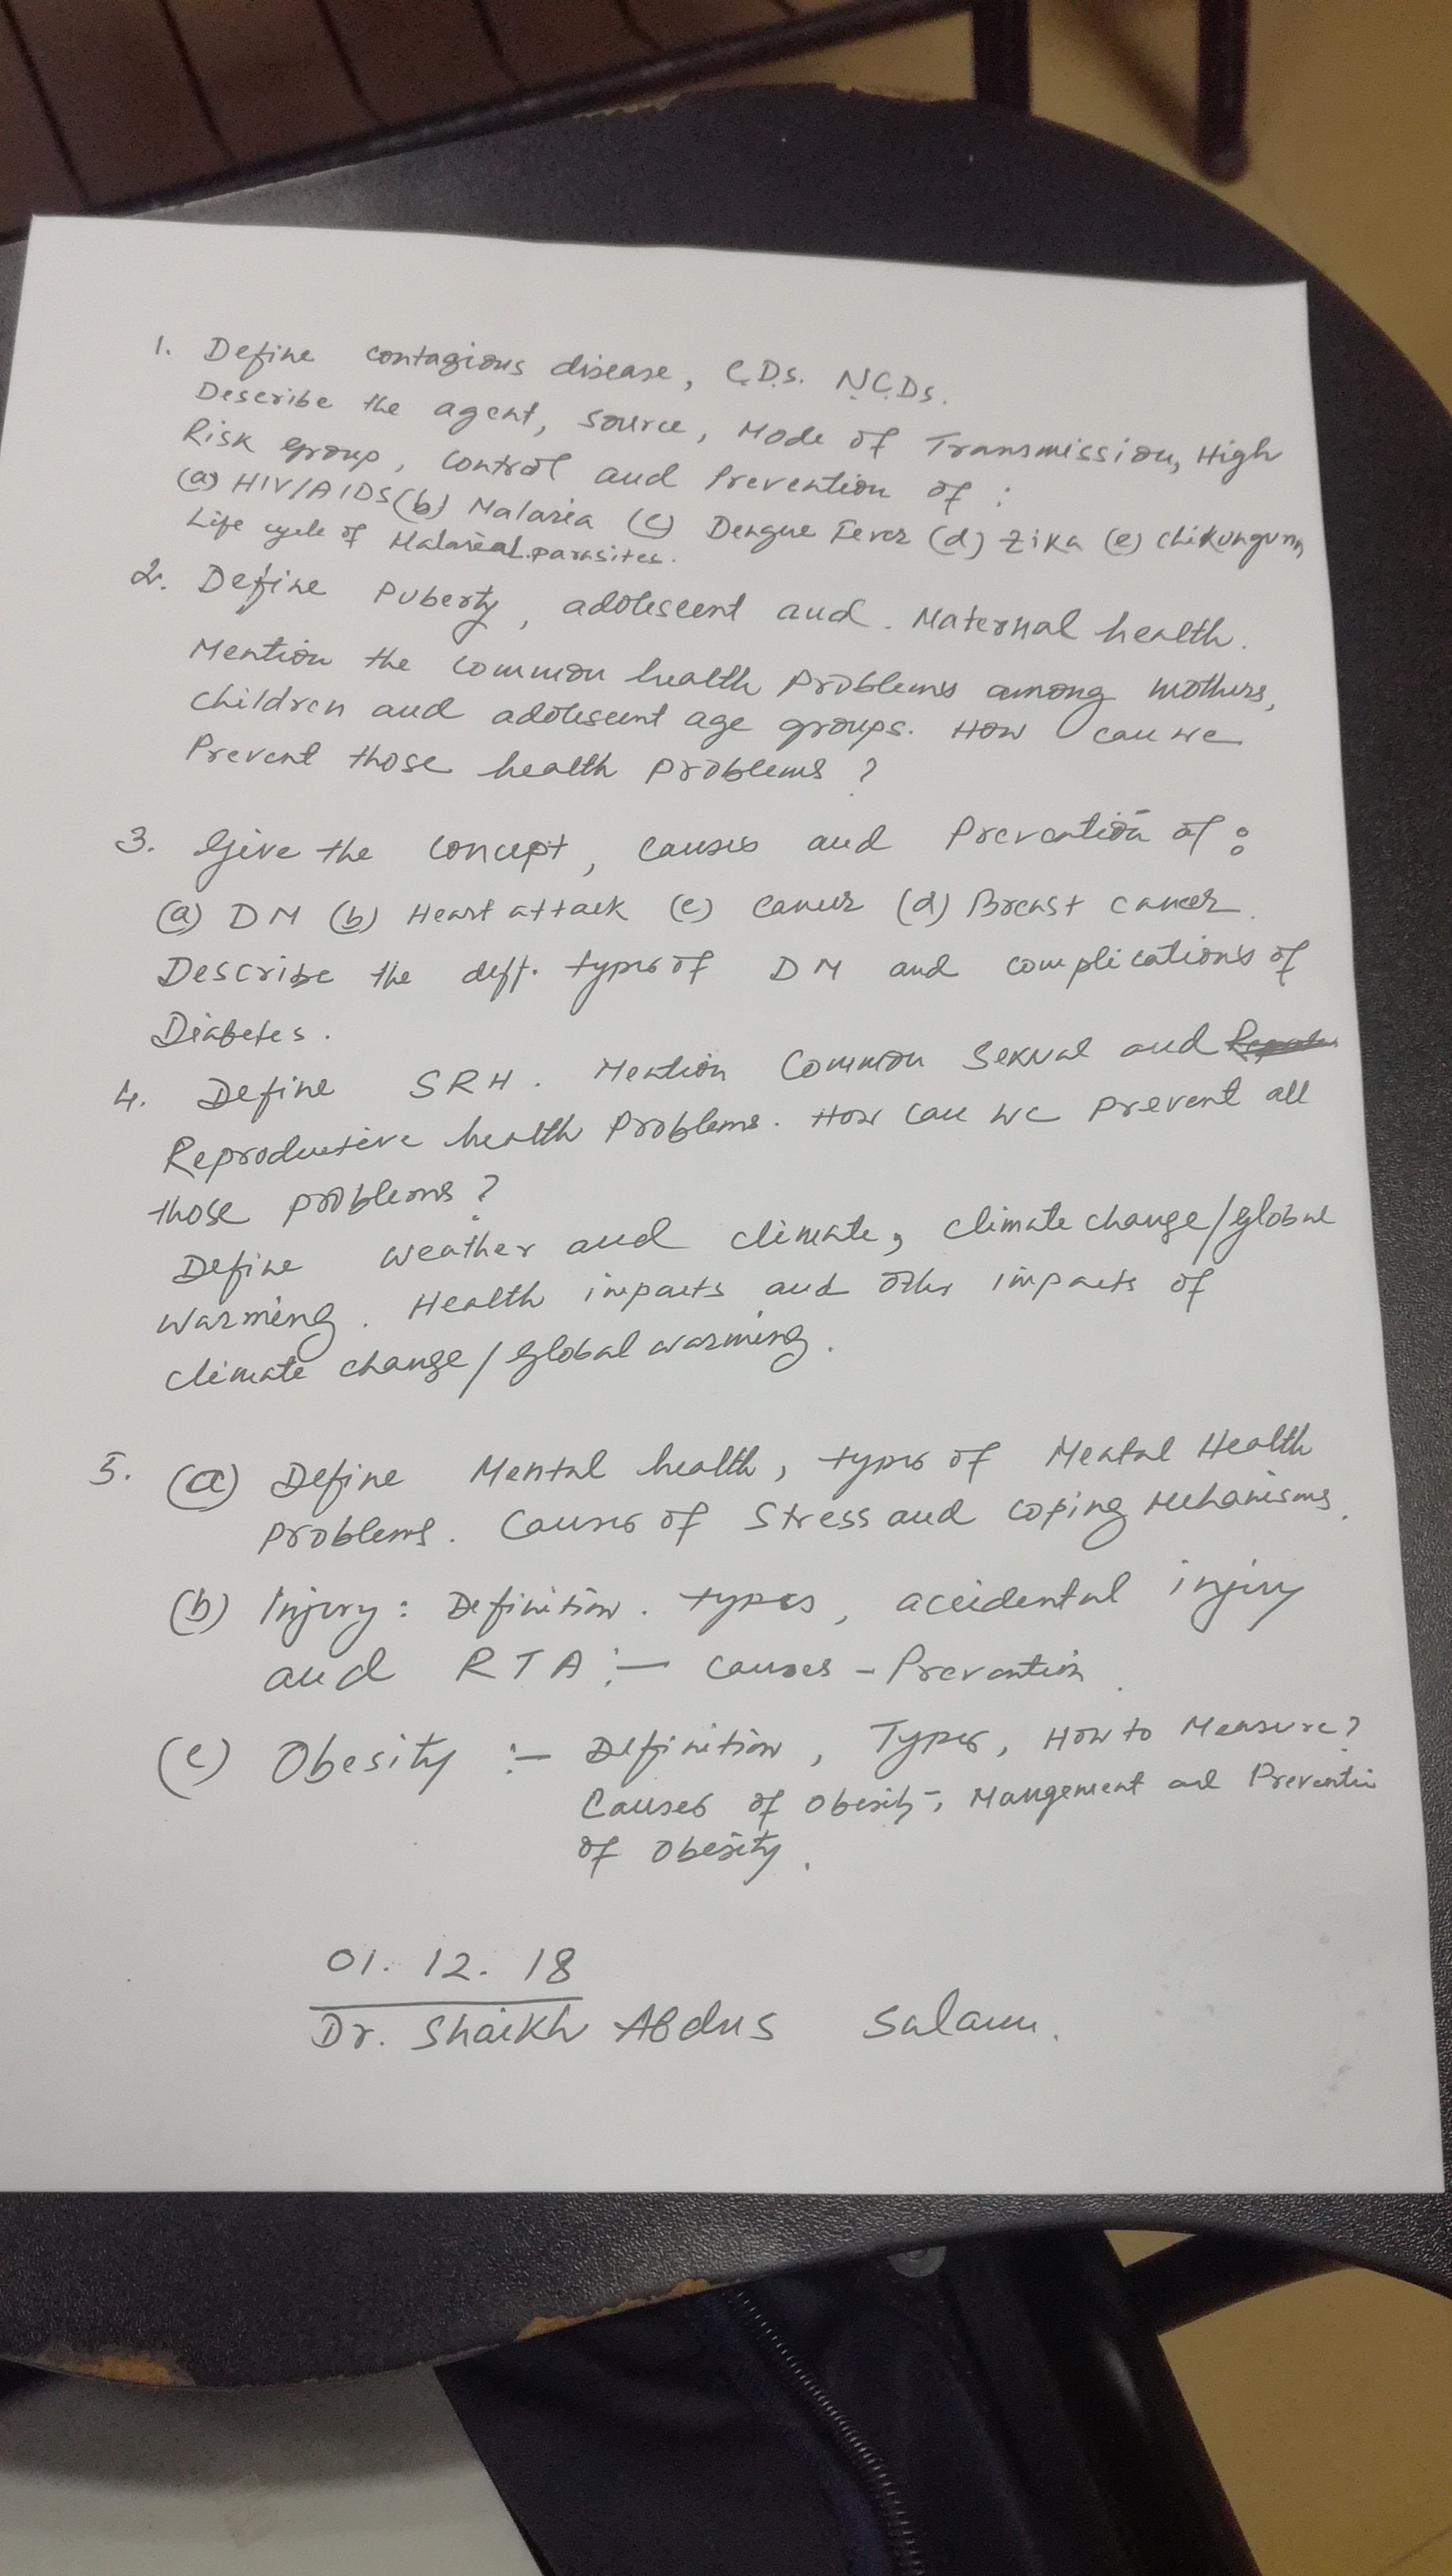 1. Define contagious disease, C.D.s. N.C.Ds.
Describe the agent, Source, Mode of Transmission, High
Risk group, Control and Prevention of :
(a) HIV/AIDS (b) Malaria (c) Dengue Fever (d) Zika (e) Chikunguna
Life cycle of Malareal parasites.
2. Define Puberty, adolescent and Maternal health.
Mention the common health problems among mothers,
children and adolescent age groups. How can we
Prevent those health problems ?
3. Give the concept, causes and Prevention of :
(a) DM (b) Heart attack (c) Cancer (d) Breast cancer.
Describe the diff. types of DM and complications of
Diabetes.
4. Define SRH. Mention Common Sexual and
Reproductive health Problems. How can we prevent all
those problems ?
Define weather and climate, climate change/global
warming. Health impacts and other impacts of
climate change/global warming.
5. (a) Define Mental health, types of Mental Health
problems. Causes of Stress and coping Mehanisms.
(b) Injury : Definition. types, accidental injury
and RTA :- causes - Prevention.
(c) Obesity :- Definition, Types, How to Measure?
Causes of Obesity, Mangement and Prevention
of Obesity.
01. 12. 18
Dr. Shaikh Abdus Salam.